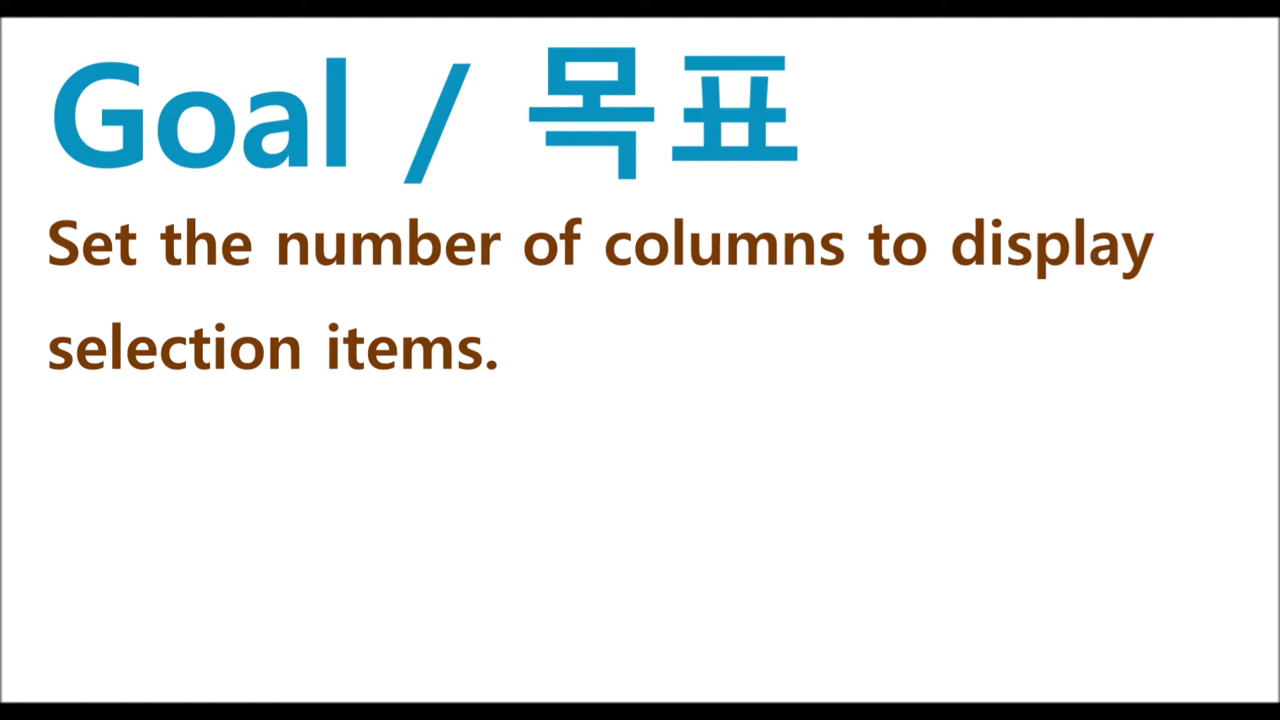 Goal / 목표
Set the number of columns to display
selection items.